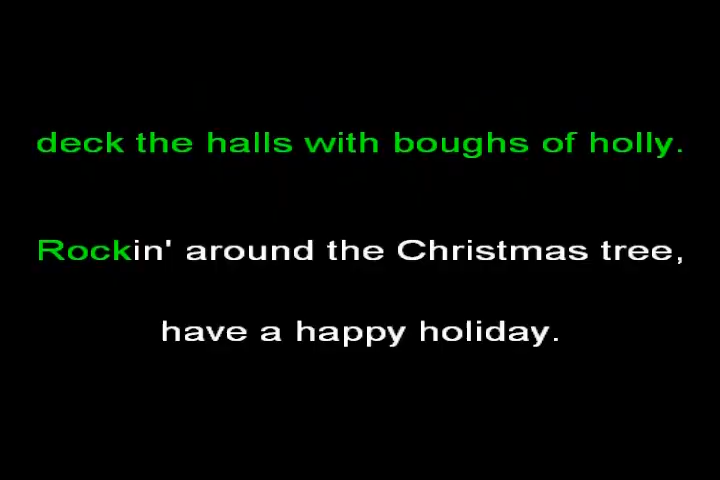 deck the halls with boughs of holly.
Rockin' around the Christmas tree,
have a happy holiday.